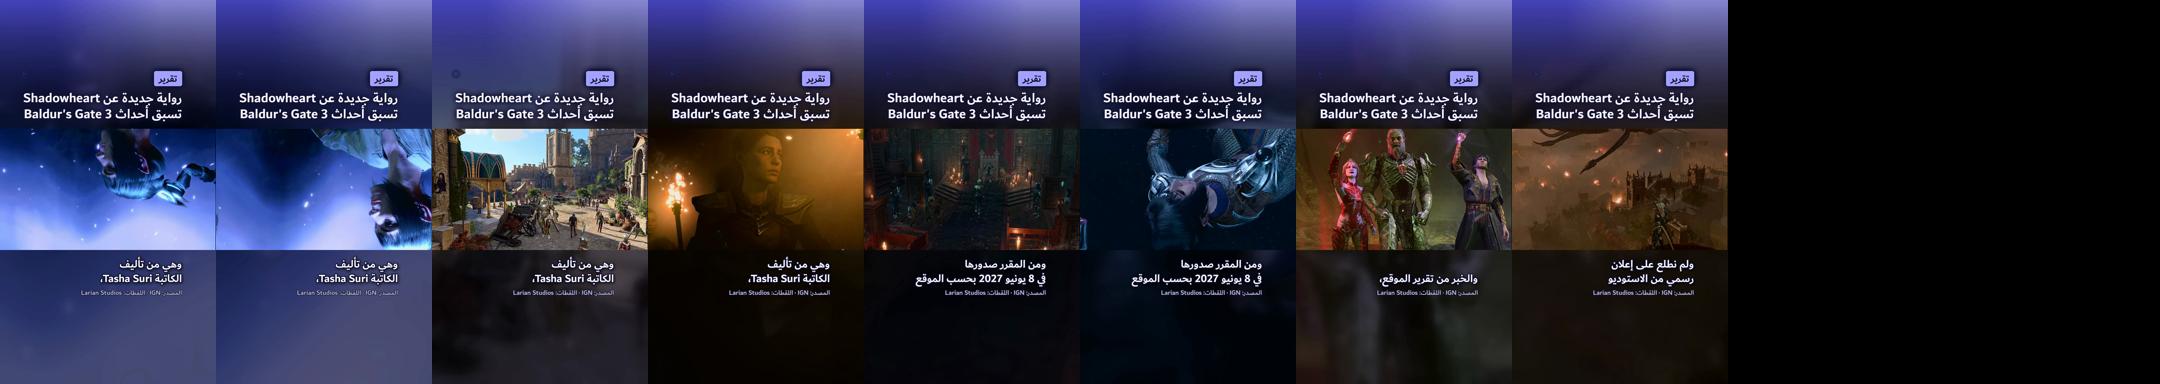 تقرير
رواية جديدة عن Shadowheart
تسبق أحداث Baldur's Gate 3
وهي من تأليف
الكاتبة Tasha Suri،
المصدر: IGN · اللقطات: Larian Studios
تقرير
رواية جديدة عن Shadowheart
تسبق أحداث Baldur's Gate 3
وهي من تأليف
الكاتبة Tasha Suri،
المصدر: IGN · اللقطات: Larian Studios
تقرير
رواية جديدة عن Shadowheart
تسبق أحداث Baldur's Gate 3
وهي من تأليف
الكاتبة Tasha Suri،
المصدر: IGN · اللقطات: Larian Studios
تقرير
رواية جديدة عن Shadowheart
تسبق أحداث Baldur's Gate 3
وهي من تأليف
الكاتبة Tasha Suri،
المصدر: IGN · اللقطات: Larian Studios
تقرير
رواية جديدة عن Shadowheart
تسبق أحداث Baldur's Gate 3
ومن المقرر صدورها
في 8 يونيو 2027 بحسب الموقع
المصدر: IGN · اللقطات: Larian Studios
تقرير
رواية جديدة عن Shadowheart
تسبق أحداث Baldur's Gate 3
ومن المقرر صدورها
في 8 يونيو 2027 بحسب الموقع
المصدر: IGN · اللقطات: Larian Studios
تقرير
رواية جديدة عن Shadowheart
تسبق أحداث Baldur's Gate 3
والخبر من تقرير الموقع،
المصدر: IGN · اللقطات: Larian Studios
تقرير
رواية جديدة عن Shadowheart
تسبق أحداث Baldur's Gate 3
ولم نطلع على إعلان
رسمي من الاستوديو
المصدر: IGN · اللقطات: Larian Studios